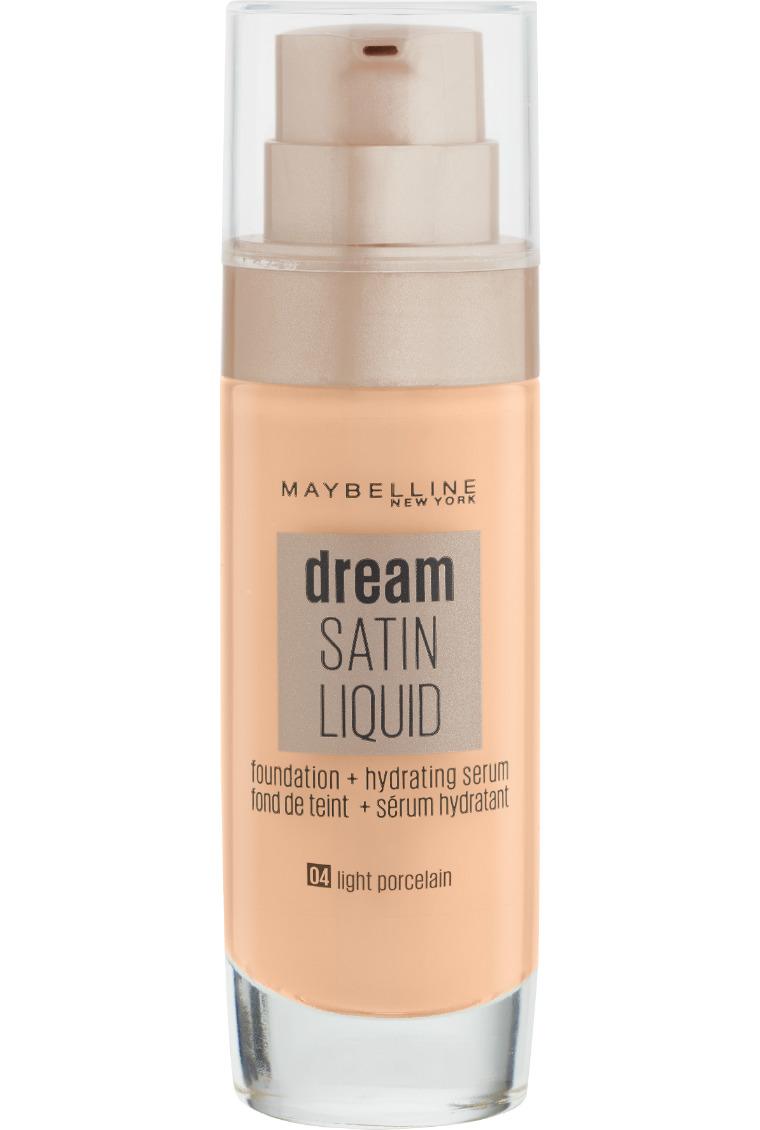 MAYBELLINE
NEW YORK
dream
SATIN
LIQUID
foundation + hydrating serum
fond de teint + sérum hydratant
04 light porcelain